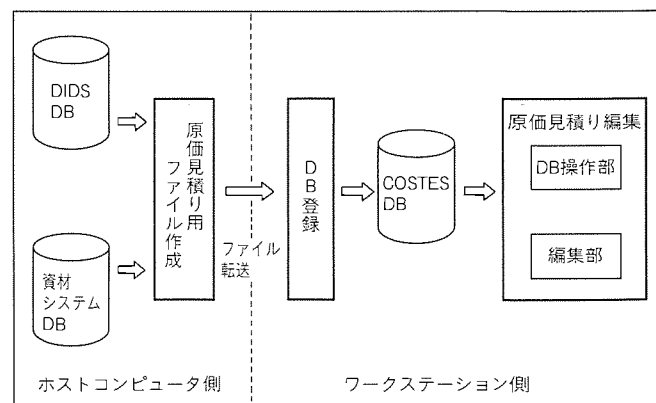 DIDS
DB
資材
システム
DB
原価見積り用
ファイル作成
ファイル
転送
DB登録
COSTES
DB
原価見積り編集
DB操作部
編集部
ホストコンピュータ側
ワークステーション側